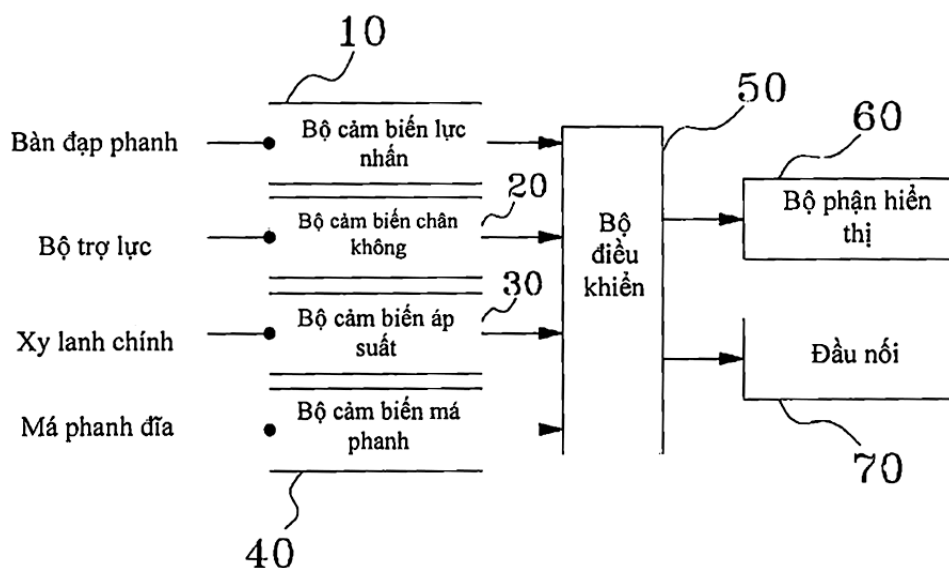 10
Bàn đạp phanh
Bộ cảm biến lực
nhấn
50
60
20
Bộ trợ lực
Bộ cảm biến chân
không
Bộ
điều
khiển
Bộ phận hiển
thị
30
Xy lanh chính
Bộ cảm biến áp
suất
Đầu nối
Má phanh đĩa
Bộ cảm biến má
phanh
70
40